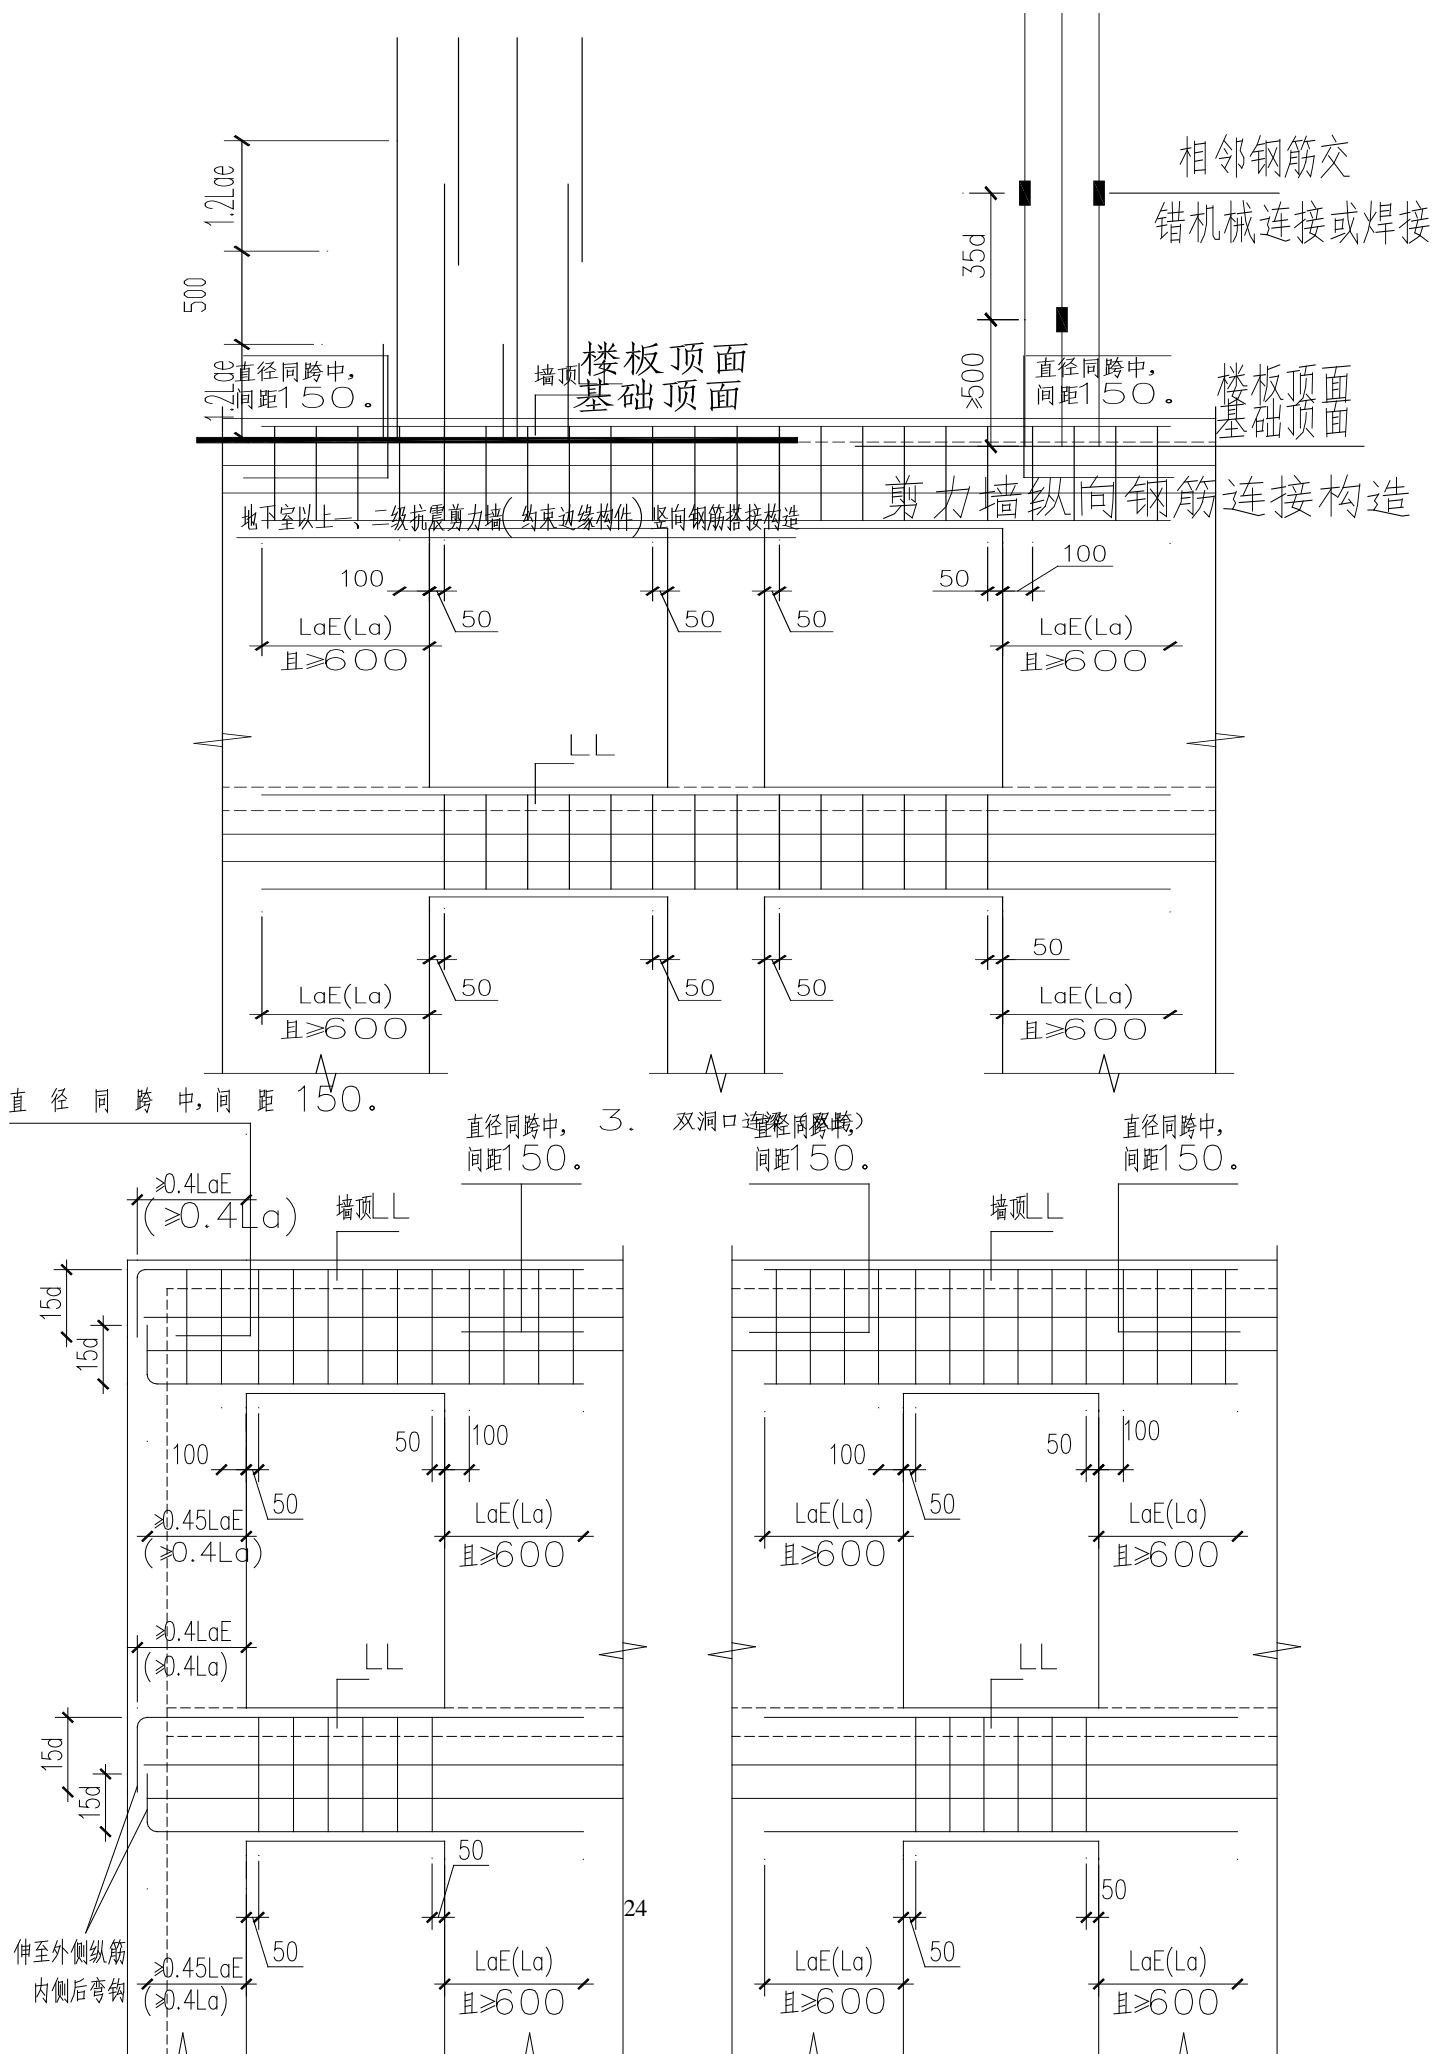 相邻钢筋交
错机械连接或焊接
1.2Lae
500
1.2Lae
35d
≥500
直径同跨中，
间距150。
墙顶
楼板顶面
基础顶面
直径同跨中，
间距150。
楼板顶面
基础顶面
剪力墙纵向钢筋连接构造
地下室以上一、二级抗震剪力墙(约束边缘构件)竖向钢筋搭接构造
100
50
50
50
50
100
LaE(La)
且≥600
LaE(La)
且≥600
LL
50
50
50
50
LaE(La)
且≥600
LaE(La)
且≥600
直径同跨中，间距150。
3. 双洞口连梁(双跨)
直径同跨中，
间距150。
直径同跨中，
间距150。
直径同跨中，
间距150。
≥0.4LaE
(≥0.4La)
墙顶LL
墙顶LL
15d
15d
100
50
50
100
≥0.45LaE
(≥0.4La)
LaE(La)
且≥600
100
50
50
100
LaE(La)
且≥600
LaE(La)
且≥600
≥0.4LaE
(≥0.4La)
LL
LL
15d
15d
50
50
50
50
24
伸至外侧纵筋
内侧后弯钩
≥0.45LaE
(≥0.4La)
LaE(La)
且≥600
LaE(La)
且≥600
LaE(La)
且≥600